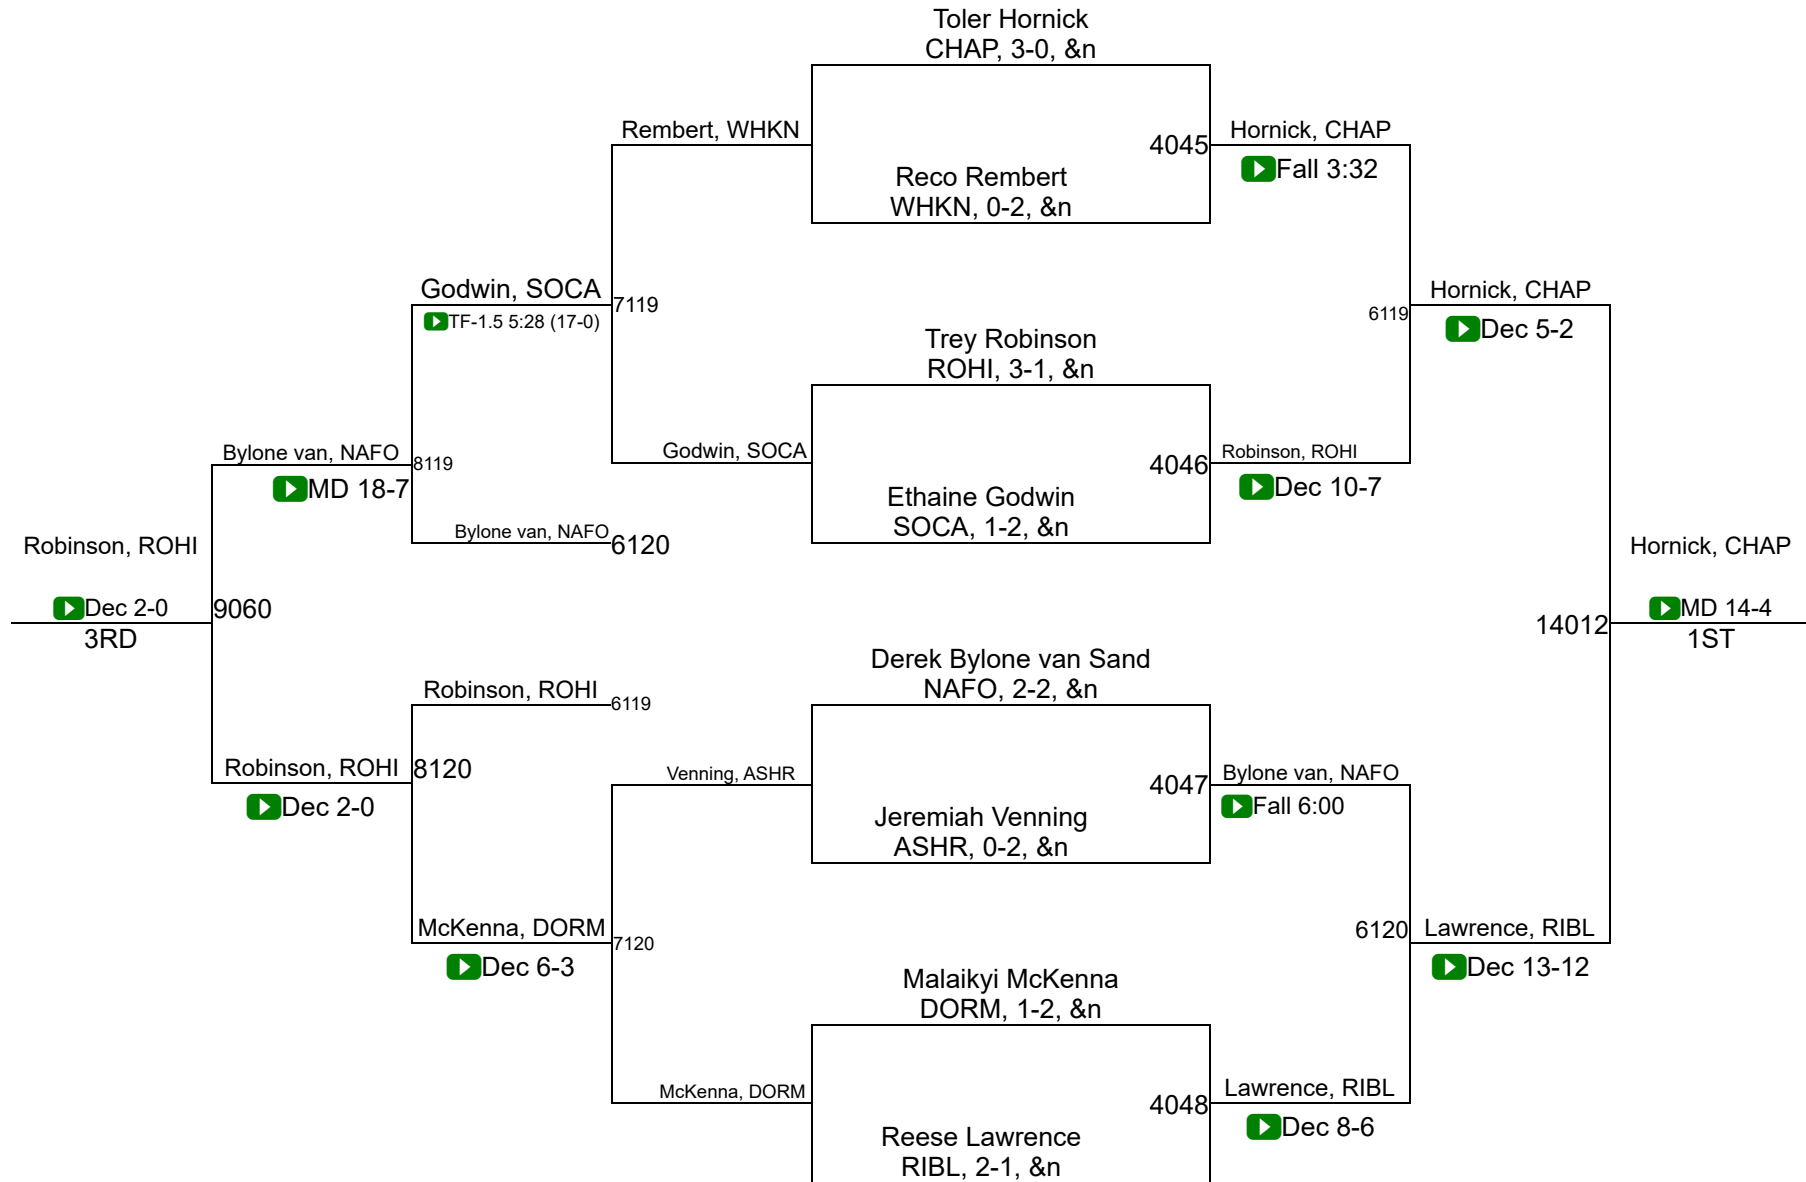 Toler Hornick
CHAP, 3-0, &n
Rembert, WHKN
4045
Hornick, CHAP
Fall 3:32
Reco Rembert
WHKN, 0-2, &n
Godwin, SOCA
TF-1.5 5:28 (17-0)
7119
Hornick, CHAP
6119
Dec 5-2
Trey Robinson
ROHI, 3-1, &n
Bylone van, NAFO
8119
MD 18-7
Godwin, SOCA
4046
Robinson, ROHI
Dec 10-7
Ethaine Godwin
SOCA, 1-2, &n
Bylone van, NAFO
6120
Robinson, ROHI
Dec 2-0
3RD
9060
Hornick, CHAP
14012
MD 14-4
1ST
Derek Bylone van Sand
NAFO, 2-2, &n
Robinson, ROHI
6119
Robinson, ROHI
8120
Dec 2-0
Venning, ASHR
4047
Bylone van, NAFO
Fall 6:00
Jeremiah Venning
ASHR, 0-2, &n
McKenna, DORM
7120
Dec 6-3
6120
Lawrence, RIBL
Dec 13-12
Malaikyi McKenna
DORM, 1-2, &n
McKenna, DORM
4048
Lawrence, RIBL
Dec 8-6
Reese Lawrence
RIBL, 2-1, &n